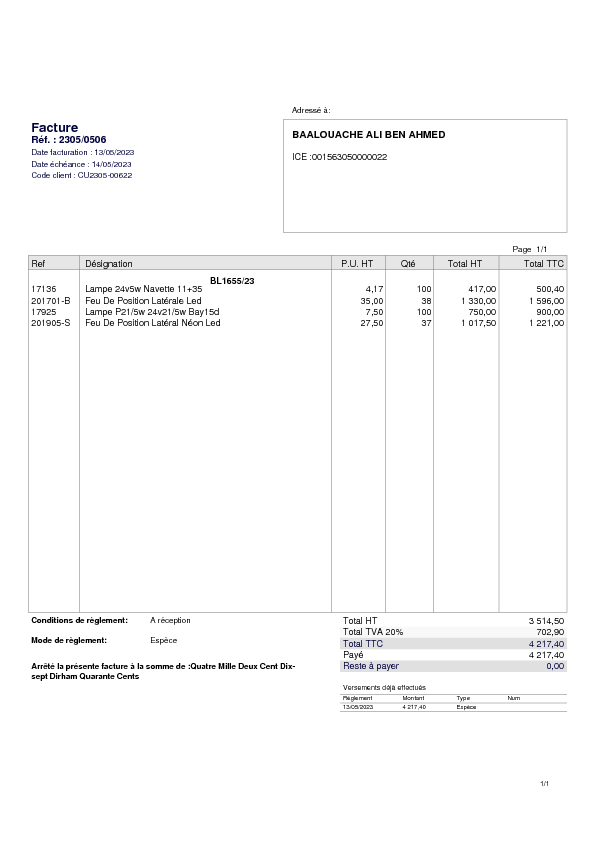 Adressé à:
Facture
Réf. : 2305/0506
Date facturation : 13/05/2023
Date échéance : 14/05/2023
Code client : CU2305-00622
BAALOUACHE ALI BEN AHMED
ICE :001563050000022
Page 1/1
Ref Désignation P.U. HT Qté Total HT Total TTC
BL1655/23
17136 Lampe 24v5w Navette 11+35 4,17 100 417,00 500,40
201701-B Feu De Position Latérale Led 35,00 38 1 330,00 1 596,00
17925 Lampe P21/5w 24v21/5w Bay15d 7,50 100 750,00 900,00
201905-S Feu De Position Latéral Néon Led 27,50 37 1 017,50 1 221,00
Conditions de règlement: A réception
Mode de règlement: Espèce
Arrêté la présente facture à la somme de :Quatre Mille Deux Cent Dix-
sept Dirham Quarante Cents
Total HT 3 514,50
Total TVA 20% 702,90
Total TTC 4 217,40
Payé 4 217,40
Reste à payer 0,00
Versements déjà effectués
Règlement Montant Type Num
13/05/2023 4 217,40 Espèce
1/1